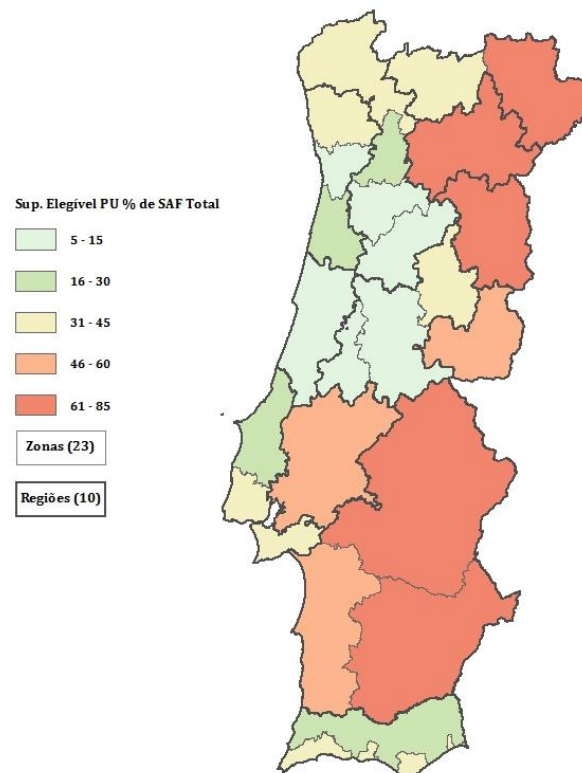 Sup. Elegível PU % de SAF Total
5 - 15
16 - 30
31 - 45
46 - 60
61 - 85
Zonas (23)
Regiões (10)